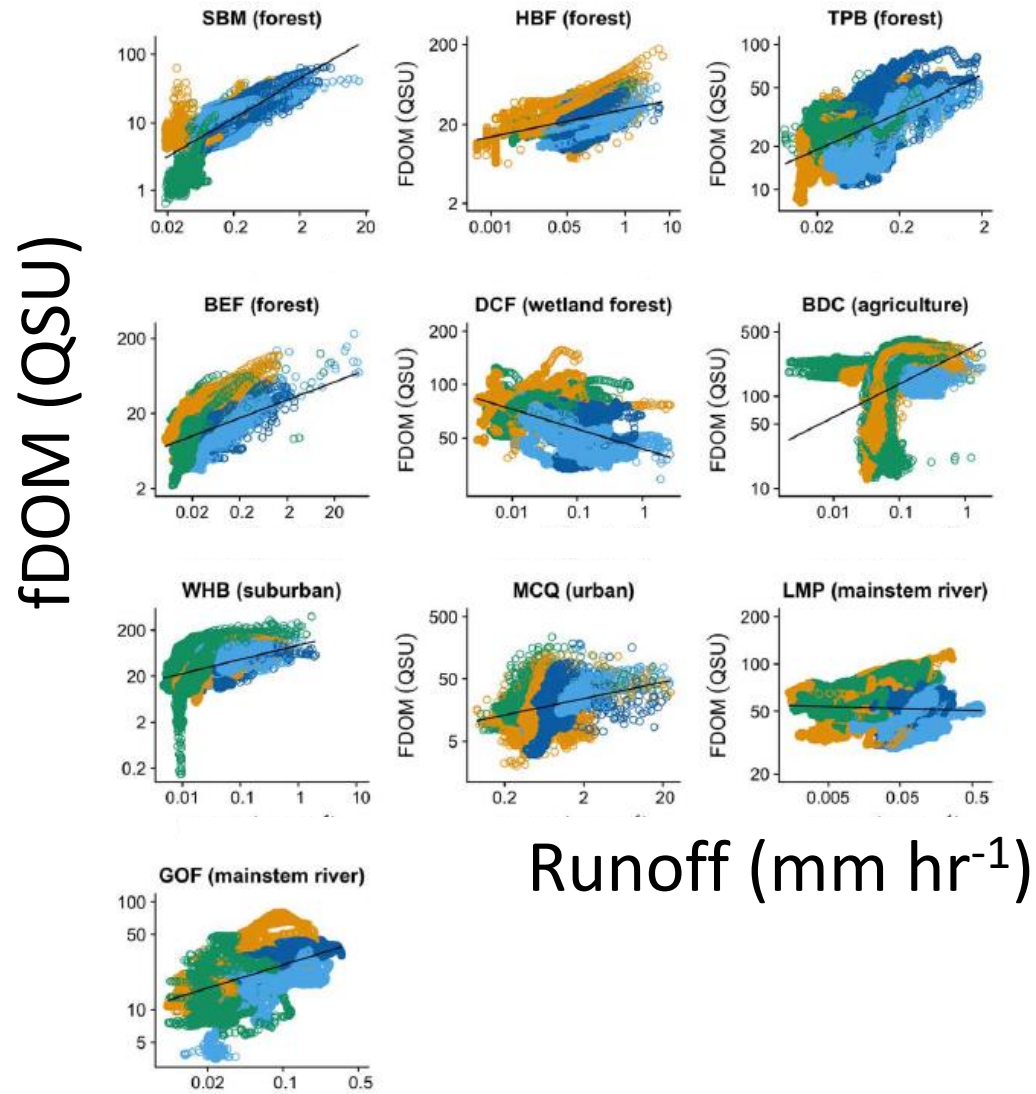 SBM (forest)
100
10
1
0.02 0.2 2 20
HBF (forest)
FDOM (QSU)
200
20
2
0.001 0.05 1 10
TPB (forest)
FDOM (QSU)
100
50
20
10
0.02 0.2 2
fDOM (QSU)
BEF (forest)
200
20
2
0.02 0.2 2 20
DCF (wetland forest)
FDOM (QSU)
200
100
50
0.01 0.1 1
BDC (agriculture)
FDOM (QSU)
500
100
50
10
0.01 0.1 1
WHB (suburban)
200
20
2
0.2
0.01 0.1 1 10
MCQ (urban)
FDOM (QSU)
500
50
5
0.2 2 20
LMP (mainstem river)
FDOM (QSU)
200
100
50
20
0.005 0.05 0.5
Runoff (mm hr-1)
GOF (mainstem river)
100
50
10
5
0.02 0.1 0.5